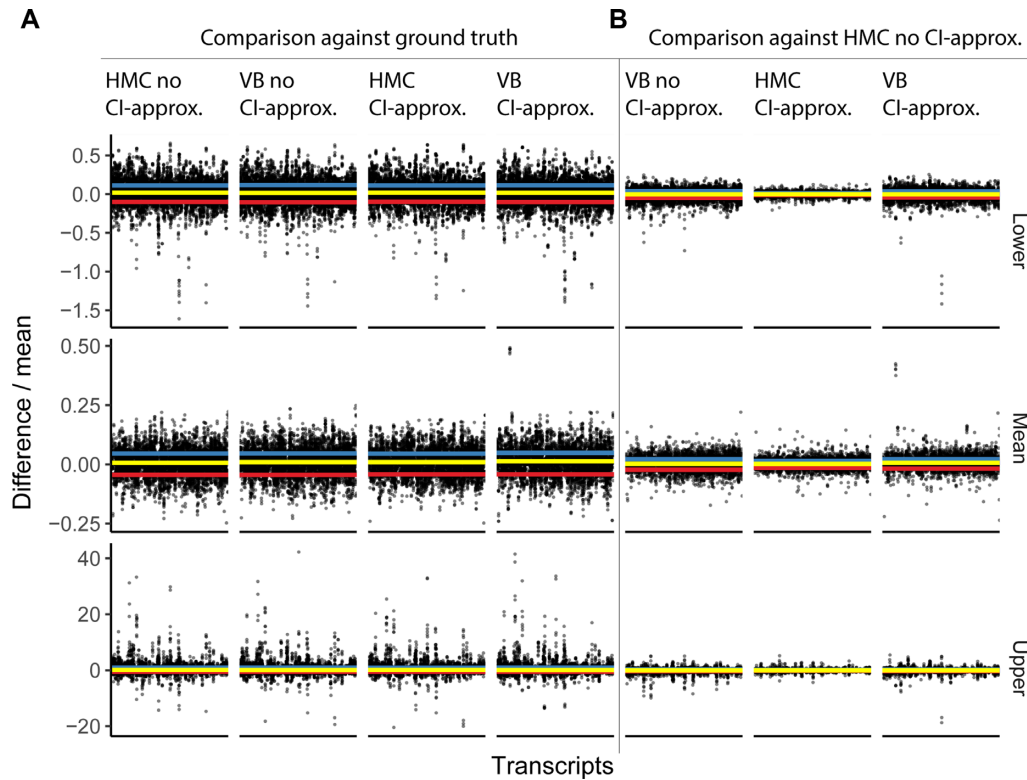 A
B
Comparison against ground truth
Comparison against HMC no CI-approx.
HMC no
CI-approx.
VB no
CI-approx.
HMC
CI-approx.
VB
CI-approx.
VB no
CI-approx.
HMC
CI-approx.
VB
CI-approx.
0.5
0.0
−0.5
−1.0
−1.5
Lower
0.50
0.25
0.00
−0.25
Mean
40
20
0
−20
Upper
Difference / mean
Transcripts